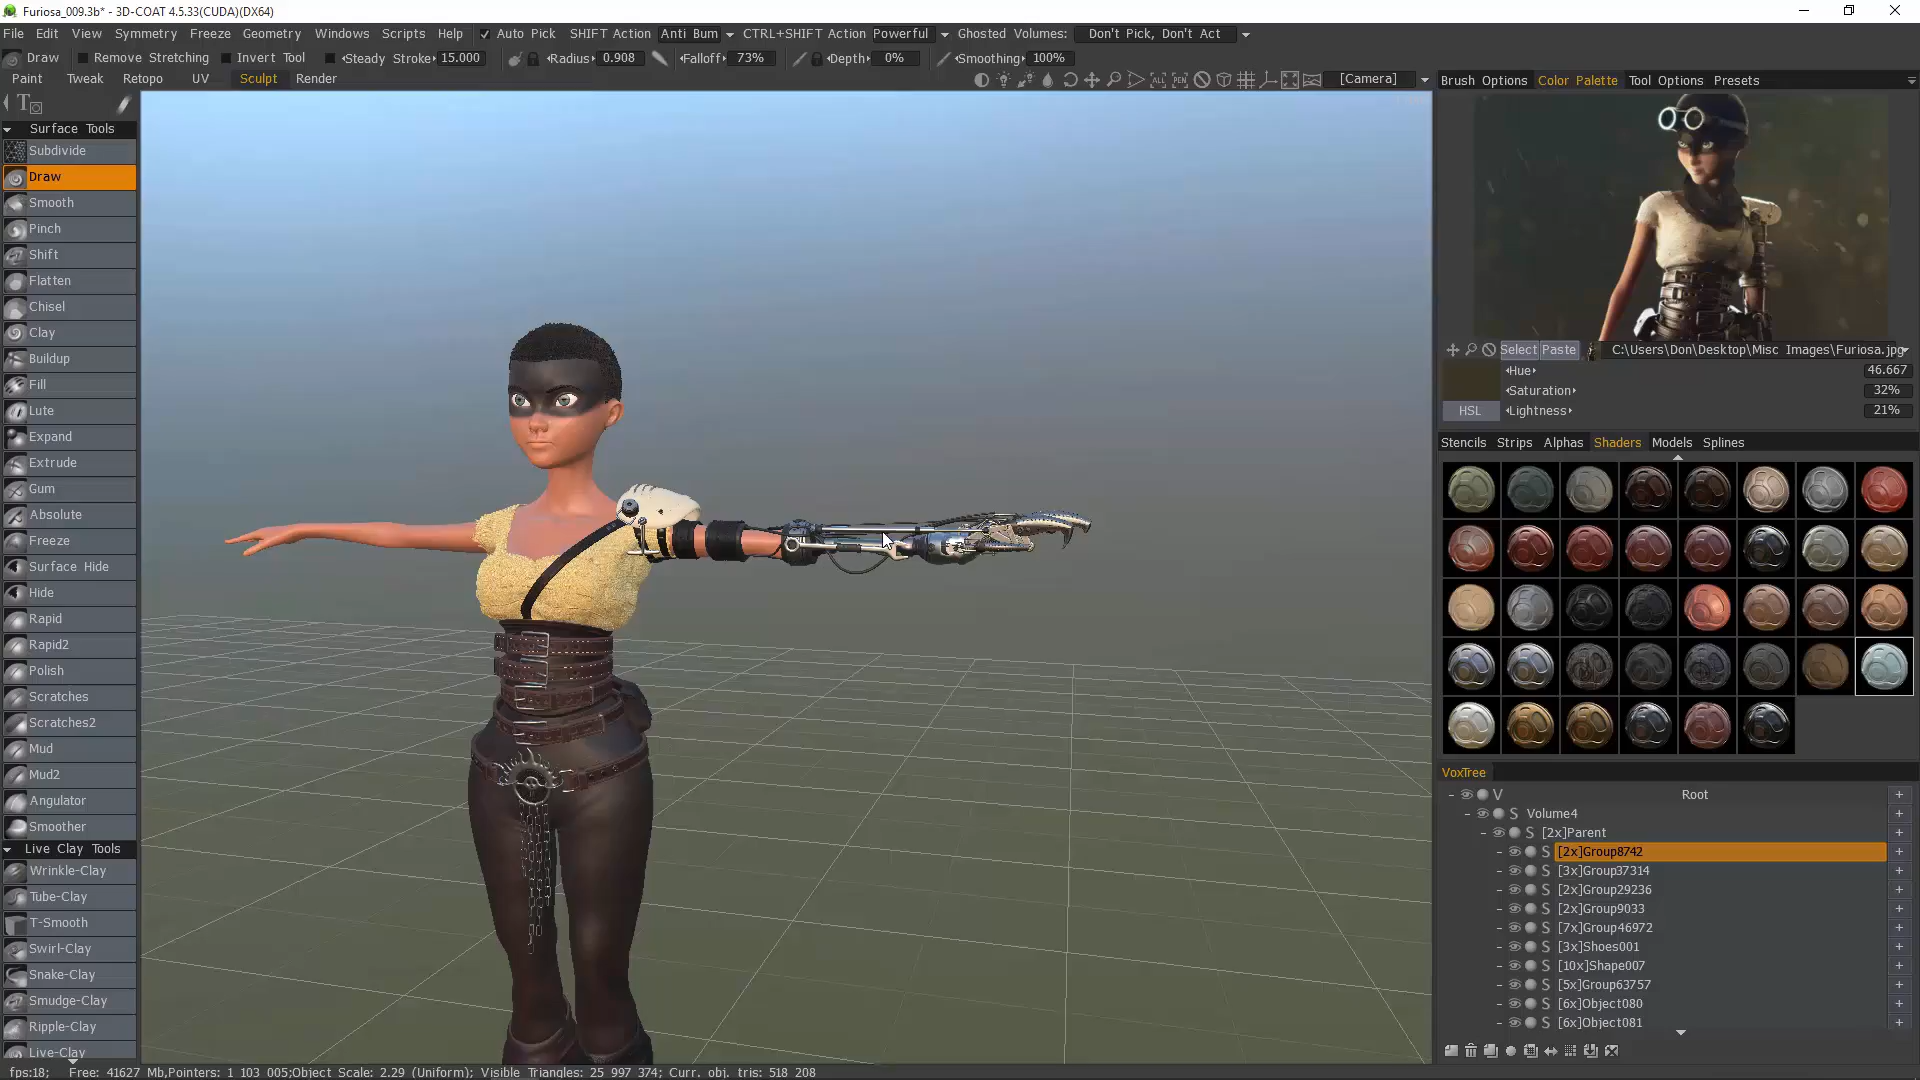 Furiosa_009.3b* - 3D-COAT 4.5.33(CUDA)(DX64)
File Edit View Symmetry Freeze Geometry Windows Scripts Help Auto Pick SHIFT Action Anti Bum CTRL+SHIFT Action Powerful Ghosted Volumes: Don't Pick, Don't Act
Draw Remove Stretching Invert Tool Steady Stroke 15.000 Radius 0.908 Falloff 73% Depth 0% Smoothing 100%
Paint Tweak Retopo UV Sculpt Render
ALL PEN [Camera]
Brush Options Color Palette Tool Options Presets
T
Surface Tools
Subdivide
Draw
Smooth
Pinch
Shift
Flatten
Chisel
Clay
Buildup
Fill
Lute
Expand
Extrude
Gum
Absolute
Freeze
Surface Hide
Hide
Rapid
Rapid2
Polish
Scratches
Scratches2
Mud
Mud2
Angulator
Smoother
Live Clay Tools
Wrinkle-Clay
Tube-Clay
T-Smooth
Swirl-Clay
Snake-Clay
Smudge-Clay
Ripple-Clay
Live-Clay
Select Paste C:\Users\Don\Desktop\Misc Images\Furiosa.jpg
Hue 46.667
Saturation 32%
HSL Lightness 21%
Stencils Strips Alphas Shaders Models Splines
VoxTree
V Root +
S Volume4 +
S [2x]Parent +
S [2x]Group8742 +
S [3x]Group37314 +
S [2x]Group29236 +
S [2x]Group9033 +
S [7x]Group46972 +
S [3x]Shoes001 +
S [10x]Shape007 +
S [5x]Group63757 +
S [6x]Object080 +
S [6x]Object081 +
fps:18; Free: 41627 Mb,Pointers: 1 103 005;Object Scale: 2.29 (Uniform); Visible Triangles: 25 997 374; Curr. obj. tris: 518 208